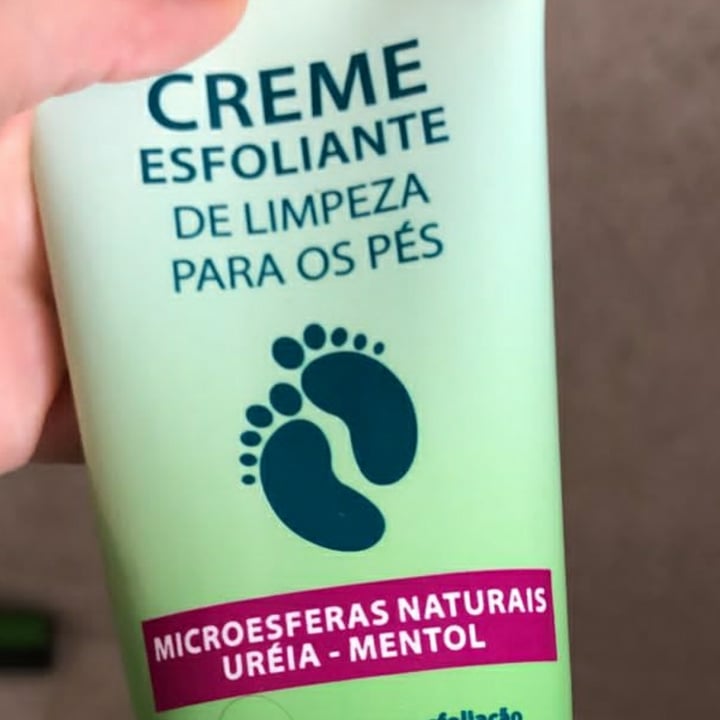 CREME
ESFOLIANTE
DE LIMPEZA
PARA OS PÉS
MICROESFERAS NATURAIS
URÉIA - MENTOL